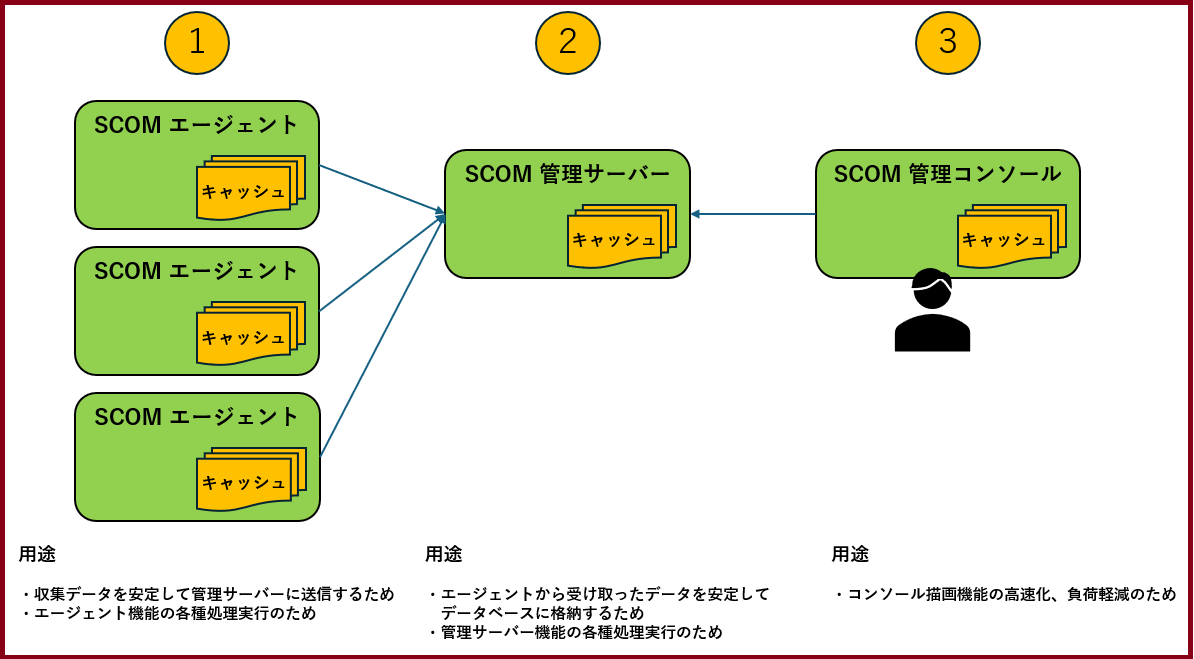 1
2
3
SCOM エージェント
キャッシュ
SCOM エージェント
キャッシュ
SCOM エージェント
キャッシュ
SCOM 管理サーバー
キャッシュ
SCOM 管理コンソール
キャッシュ
用途
・収集データを安定して管理サーバーに送信するため
・エージェント機能の各種処理実行のため
用途
・エージェントから受け取ったデータを安定して
データベースに格納するため
・管理サーバー機能の各種処理実行のため
用途
・コンソール描画機能の高速化、負荷軽減のため